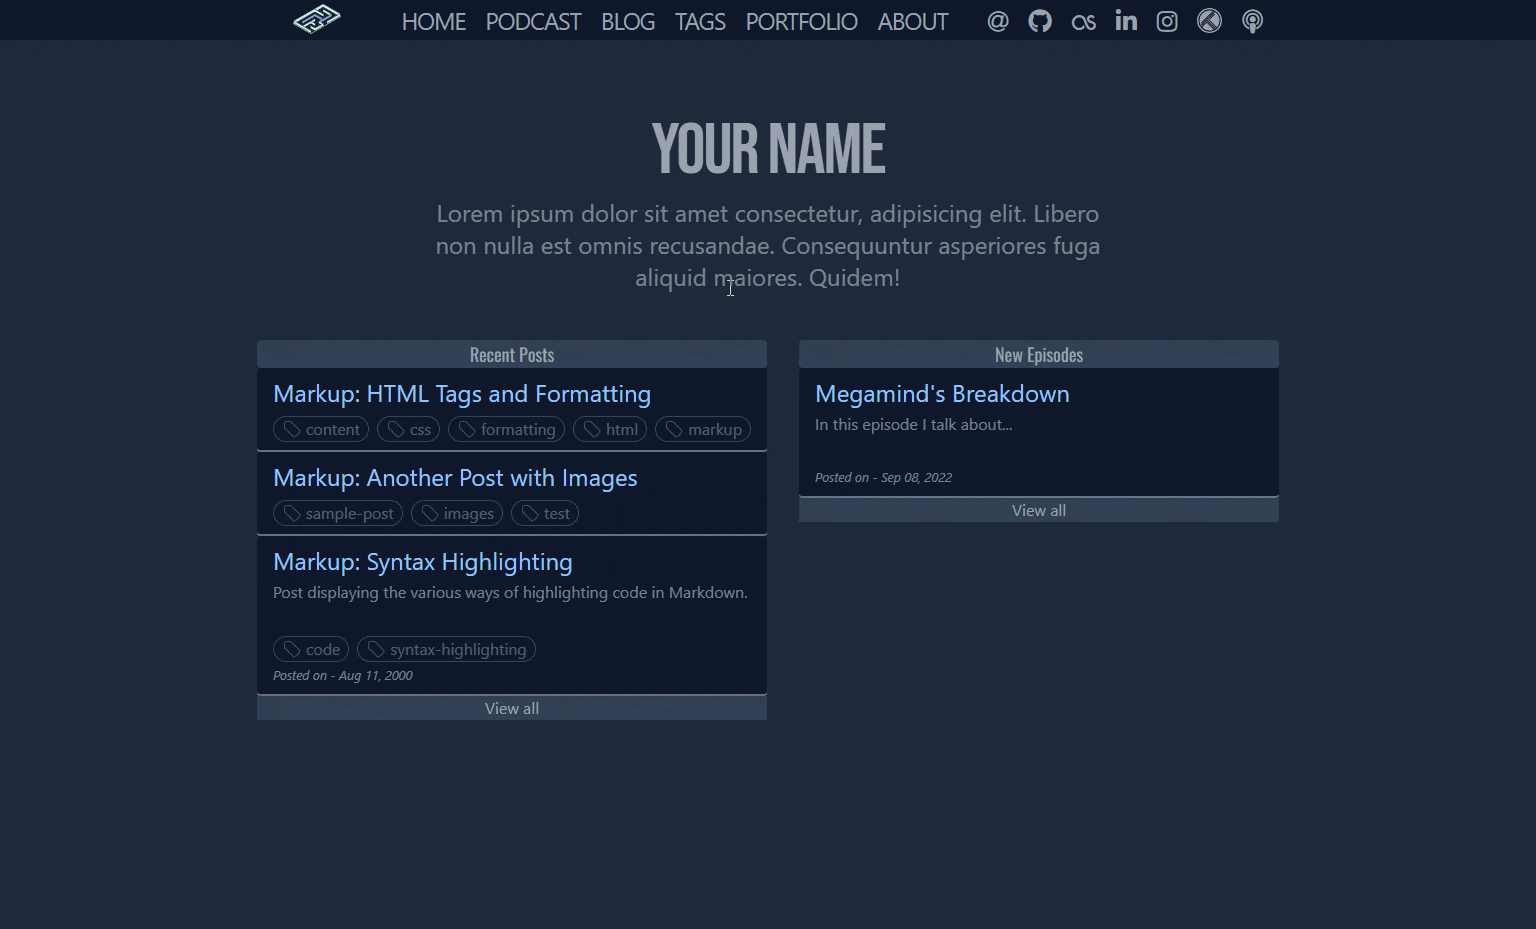 HOME PODCAST BLOG TAGS PORTFOLIO ABOUT
YOUR NAME
Lorem ipsum dolor sit amet consectetur, adipisicing elit. Libero
non nulla est omnis recusandae. Consequuntur asperiores fuga
aliquid maiores. Quidem!
Recent Posts
Markup: HTML Tags and Formatting
content css formatting html markup
Markup: Another Post with Images
sample-post images test
Markup: Syntax Highlighting
Post displaying the various ways of highlighting code in Markdown.
code syntax-highlighting
Posted on - Aug 11, 2000
View all
New Episodes
Megamind's Breakdown
In this episode I talk about...
Posted on - Sep 08, 2022
View all